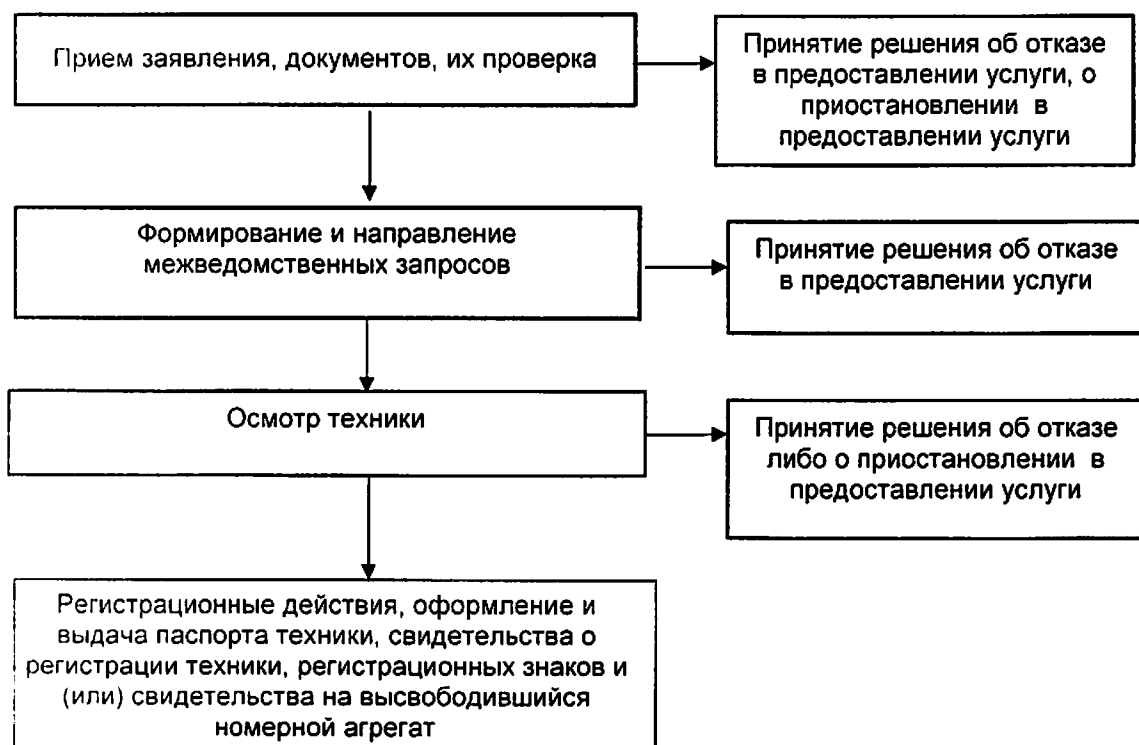 Прием заявления, документов, их проверка
Принятие решения об отказе
в предоставлении услуги, о
приостановлении в
предоставлении услуги
Формирование и направление
межведомственных запросов
Принятие решения об отказе
в предоставлении услуги
Осмотр техники
Принятие решения об отказе
либо о приостановлении в
предоставлении услуги
Регистрационные действия, оформление и
выдача паспорта техники, свидетельства о
регистрации техники, регистрационных знаков и
(или) свидетельства на высвободившийся
номерной агрегат